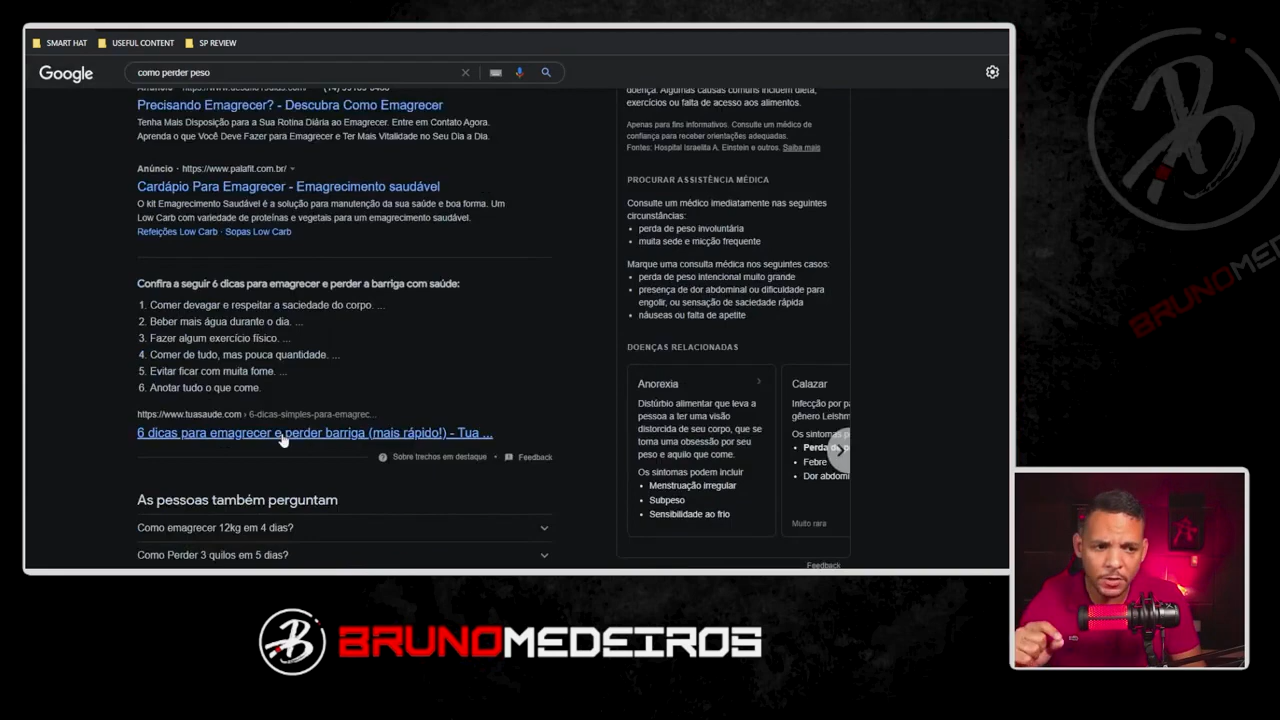 SMART HAT
USEFUL CONTENT
SP REVIEW
Google
como perder peso
Precisando Emagrecer? - Descubra Como Emagrecer
Tenha Mais Disposição para a Sua Rotina Diária ao Emagrecer. Entre em Contato Agora.
Aprenda o que Você Deve Fazer para Emagrecer e Ter Mais Vitalidade no Seu Dia a Dia.
Anúncio · https://www.palafit.com.br/
Cardápio Para Emagrecer - Emagrecimento saudável
O kit Emagrecimento Saudável é a solução para manutenção da sua saúde e boa forma. Um
Low Carb com variedade de proteínas e vegetais para um emagrecimento saudável.
Refeições Low Carb · Sopas Low Carb
Confira a seguir 6 dicas para emagrecer e perder a barriga com saúde:
1. Comer devagar e respeitar a saciedade do corpo. ...
2. Beber mais água durante o dia. ...
3. Fazer algum exercício físico. ...
4. Comer de tudo, mas pouca quantidade. ...
5. Evitar ficar com muita fome. ...
6. Anotar tudo o que come.
https://www.tuasaude.com › 6-dicas-simples-para-emagrec...
6 dicas para emagrecer e perder barriga (mais rápido!) - Tua ...
Sobre trechos em destaque • Feedback
As pessoas também perguntam
Como emagrecer 12kg em 4 dias?
Como Perder 3 quilos em 5 dias?
doença. Algumas causas comuns incluem dieta,
exercícios ou falta de acesso aos alimentos.
Apenas para fins informativos. Consulte um médico de
confiança para receber orientações adequadas.
Fontes: Hospital Israelita A. Einstein e outros. Saiba mais
PROCURAR ASSISTÊNCIA MÉDICA
Consulte um médico imediatamente nas seguintes
circunstâncias:
• perda de peso involuntária
• muita sede e micção frequente
Marque uma consulta médica nos seguintes casos:
• perda de peso intencional muito grande
• presença de dor abdominal ou dificuldade para
engolir, ou sensação de saciedade rápida
• náuseas ou falta de apetite
DOENÇAS RELACIONADAS
Anorexia
Distúrbio alimentar que leva a
pessoa a ter uma visão
distorcida de seu corpo, que se
torna uma obsessão por seu
peso e aquilo que come.
Os sintomas podem incluir
• Menstruação irregular
• Subpeso
• Sensibilidade ao frio
Calazar
Infecção por pa
gênero Leishm
Os sintomas p
• Perda d
• Febre
• Dor abdomi
Muito rara
Feedback
BRUNOMEDEIROS
BRUNOMED